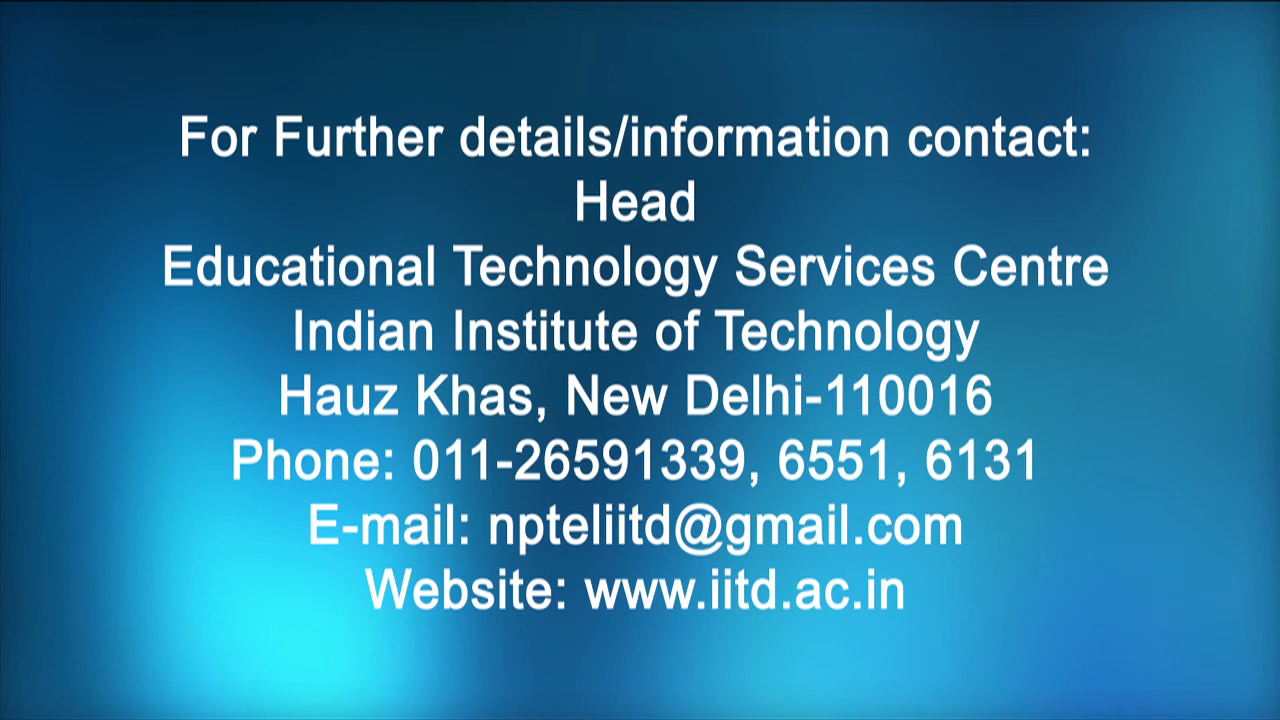 For Further details/information contact:
Head
Educational Technology Services Centre
Indian Institute of Technology
Hauz Khas, New Delhi-110016
Phone: 011-26591339, 6551, 6131
E-mail: npteliitd@gmail.com
Website: www.iitd.ac.in